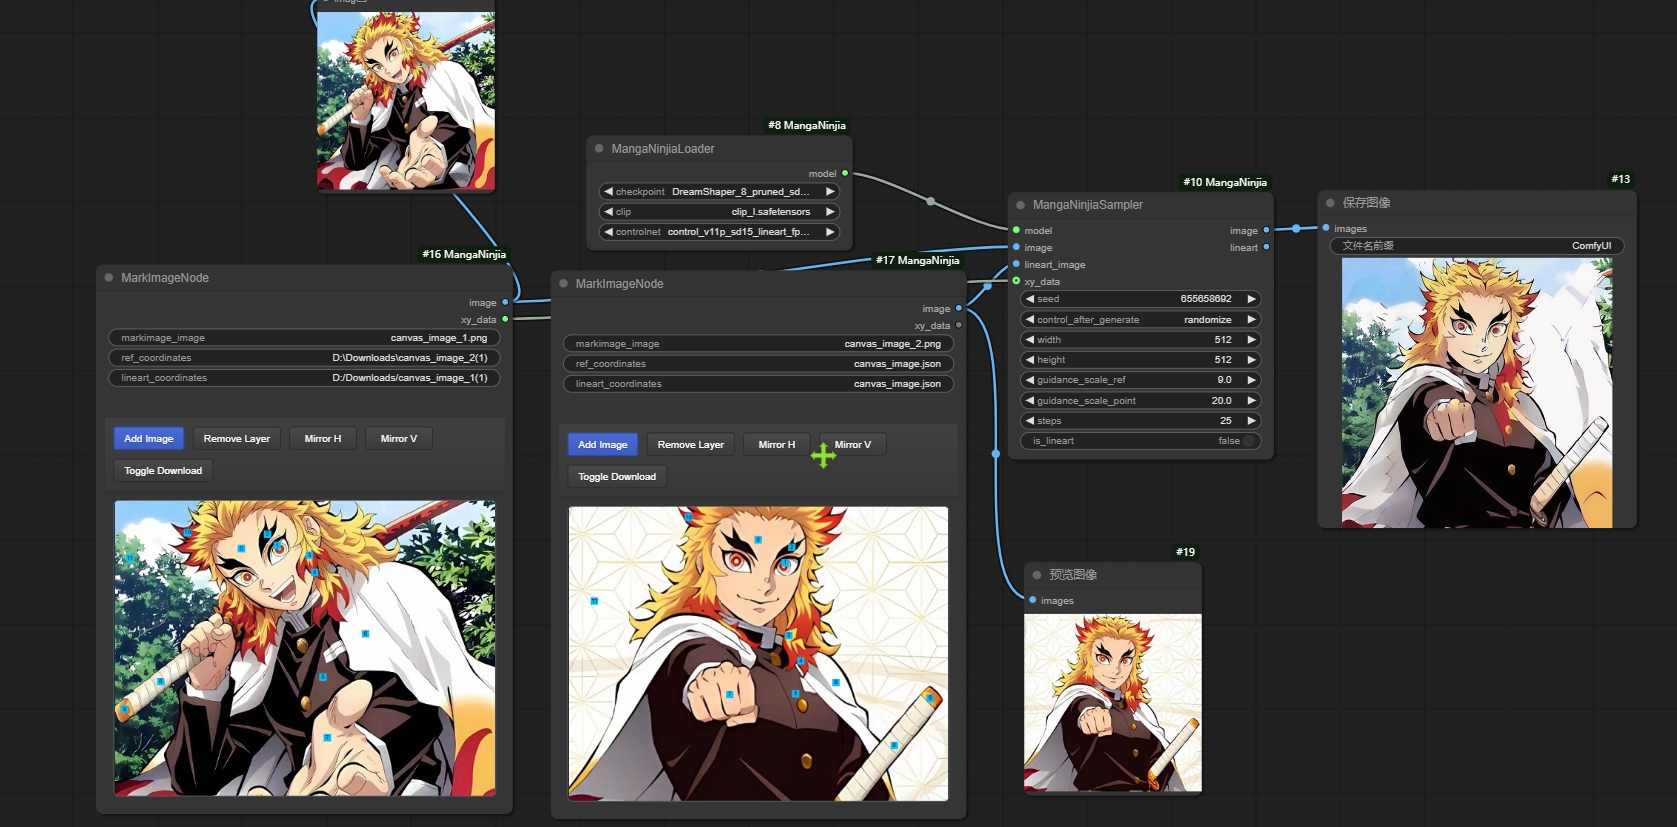 images
#8 MangaNinjia
MangaNinjiaLoader
model
checkpoint DreamShaper_8_pruned_sd...
clip clip_l.safetensors
controlnet control_v11p_sd15_lineart_fp...
#10 MangaNinjia
MangaNinjiaSampler
model image
image lineart
lineart_image
xy_data
seed 655658692
control_after_generate randomize
width 512
height 512
guidance_scale_ref 9.0
guidance_scale_point 20.0
steps 25
is_lineart false
#13
保存图像
images
文件名前缀 ComfyUI
#16 MangaNinjia
MarkImageNode
image
xy_data
markimage_image canvas_image_1.png
ref_coordinates D:\Downloads\canvas_image_2(1)
lineart_coordinates D:/Downloads/canvas_image_1(1)
Add Image Remove Layer Mirror H Mirror V
Toggle Download
#17 MangaNinjia
MarkImageNode
image
xy_data
markimage_image canvas_image_2.png
ref_coordinates canvas_image.json
lineart_coordinates canvas_image.json
Add Image Remove Layer Mirror H Mirror V
Toggle Download
#19
预览图像
images